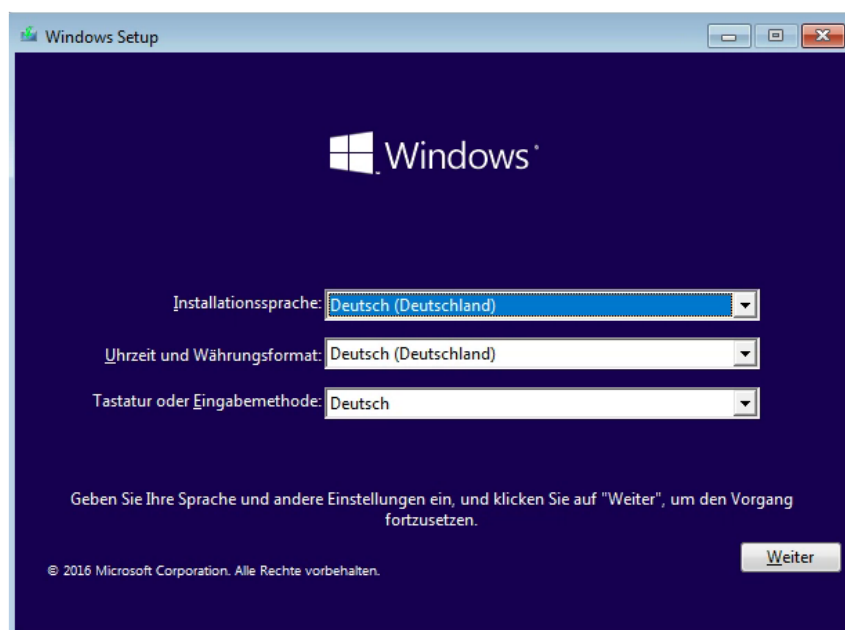 Windows Setup
Windows
Installationssprache: Deutsch (Deutschland)
Uhrzeit und Währungsformat: Deutsch (Deutschland)
Tastatur oder Eingabemethode: Deutsch
Geben Sie Ihre Sprache und andere Einstellungen ein, und klicken Sie auf "Weiter", um den Vorgang
fortzusetzen.
Weiter
© 2016 Microsoft Corporation. Alle Rechte vorbehalten.